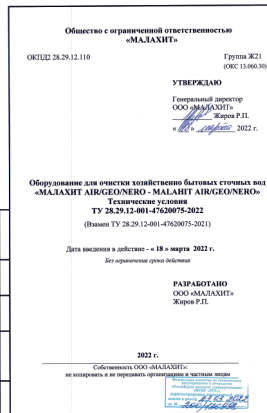 Общество с ограниченной ответственностью
«МАЛАХИТ»
ОКПД2 28.29.12.110
Группа Ж21
(ОКС 13.060.30)
УТВЕРЖДАЮ
Генеральный директор
ООО «МАЛАХИТ»
Жиров Р.П.
« » марта 2022 г.
Оборудование для очистки хозяйственно бытовых сточных вод
«МАЛАХИТ AIR/GEO/NERO - MALAHIT AIR/GEO/NERO»
Технические условия
ТУ 28.29.12-001-47620075-2022
(Взамен ТУ 28.29.12-001-47620075-2021)
Дата введения в действие - « 18 » марта 2022 г.
Без ограничения срока действия
РАЗРАБОТАНО
ООО «МАЛАХИТ»
Жиров Р.П.
2022 г.
Собственность ООО «МАЛАХИТ»:
не копировать и не передавать организациям и частным лицам